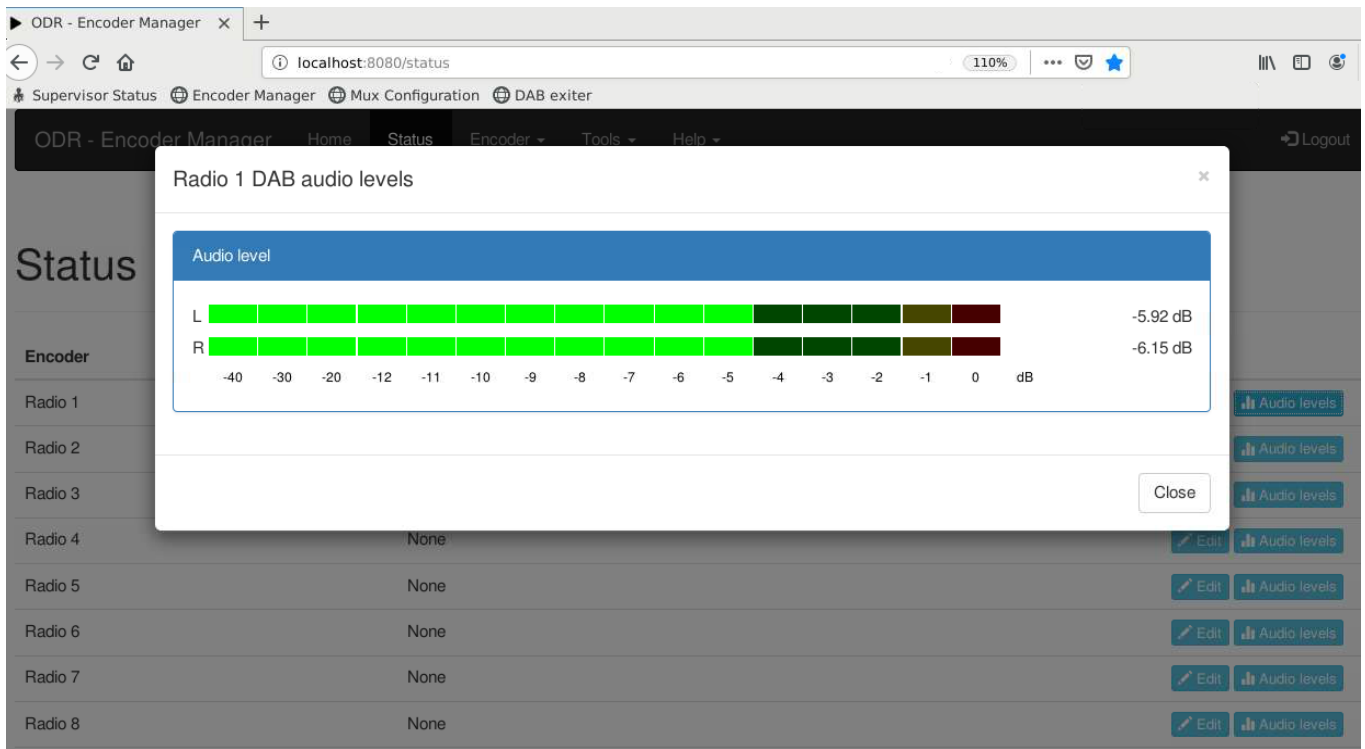 ODR - Encoder Manager
localhost:8080/status
110%
Supervisor Status Encoder Manager Mux Configuration DAB exiter
ODR - Encoder Manager Home Status Encoder Tools Help Logout
Radio 1 DAB audio levels
Status
Audio level
L -5.92 dB
R -6.15 dB
-40 -30 -20 -12 -11 -10 -9 -8 -7 -6 -5 -4 -3 -2 -1 0 dB
Encoder
Radio 1 Audio levels
Radio 2 Audio levels
Radio 3 Audio levels
Close
Radio 4 None Edit Audio levels
Radio 5 None Edit Audio levels
Radio 6 None Edit Audio levels
Radio 7 None Edit Audio levels
Radio 8 None Edit Audio levels